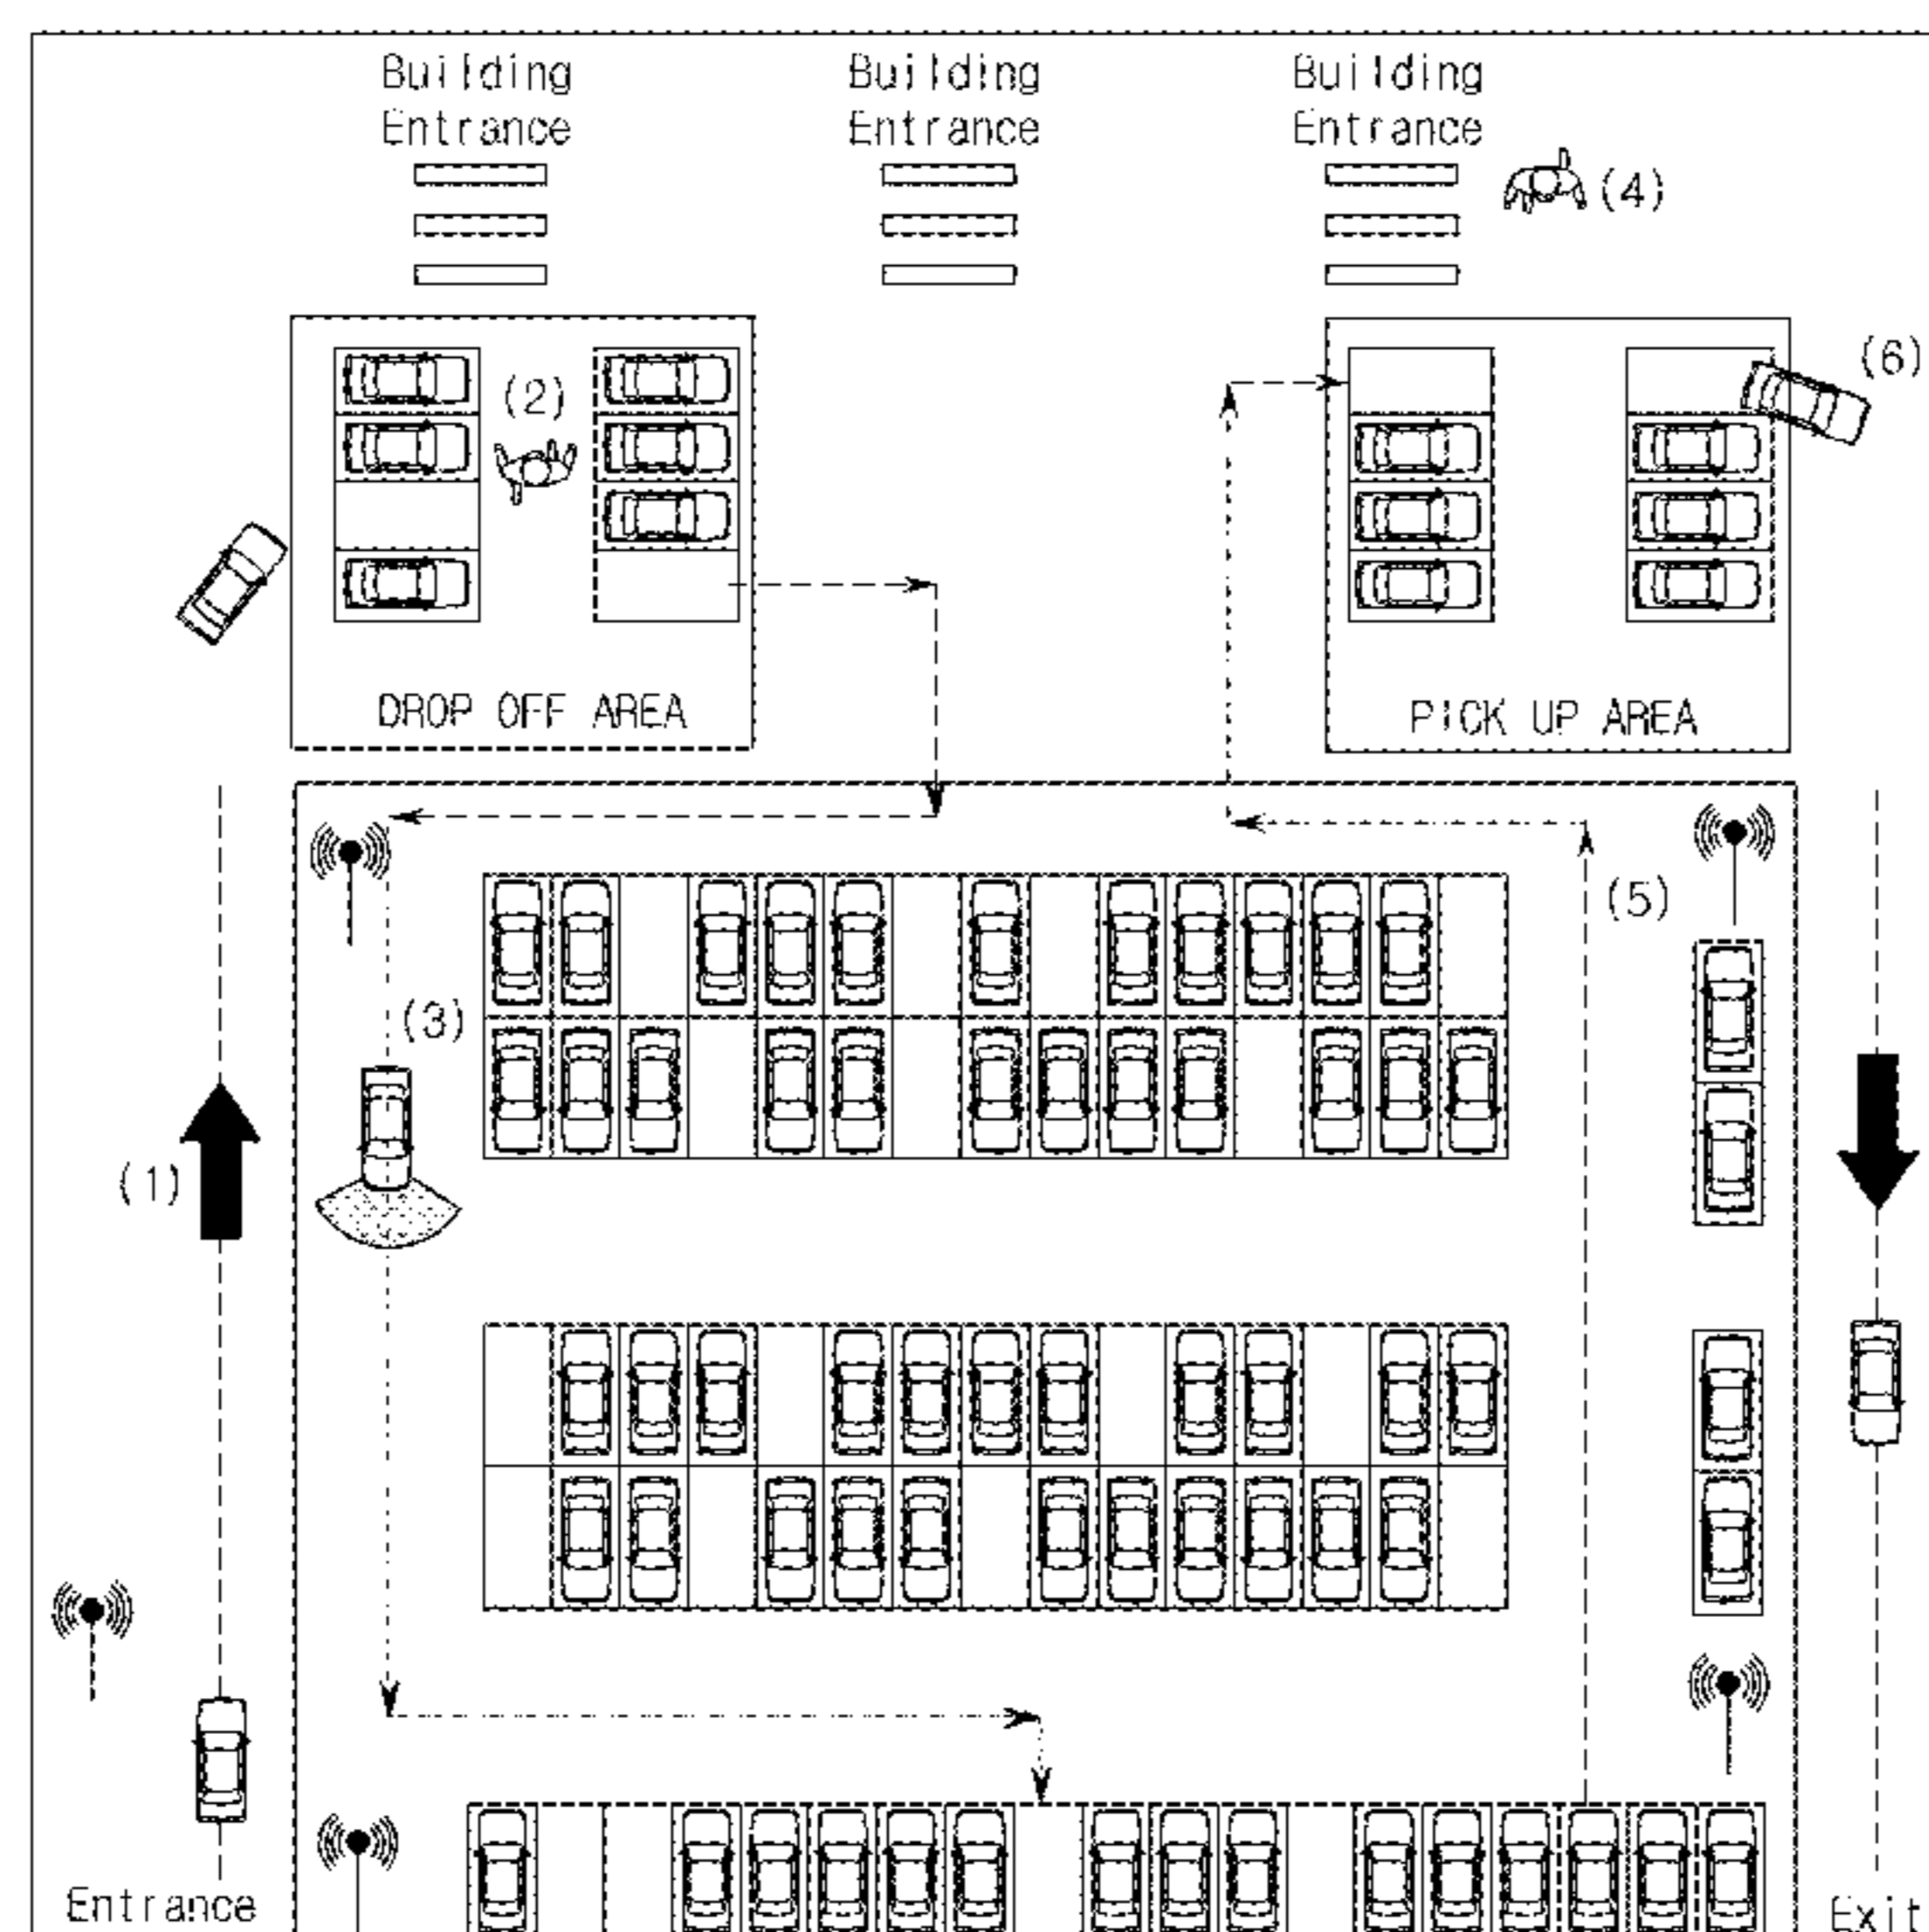 Building
Entrance
Building
Entrance
Building
Entrance
(4)
(6)
(2)
DROP OFF AREA
PICK UP AREA
(5)
(3)
(1)
Entrance
Exit